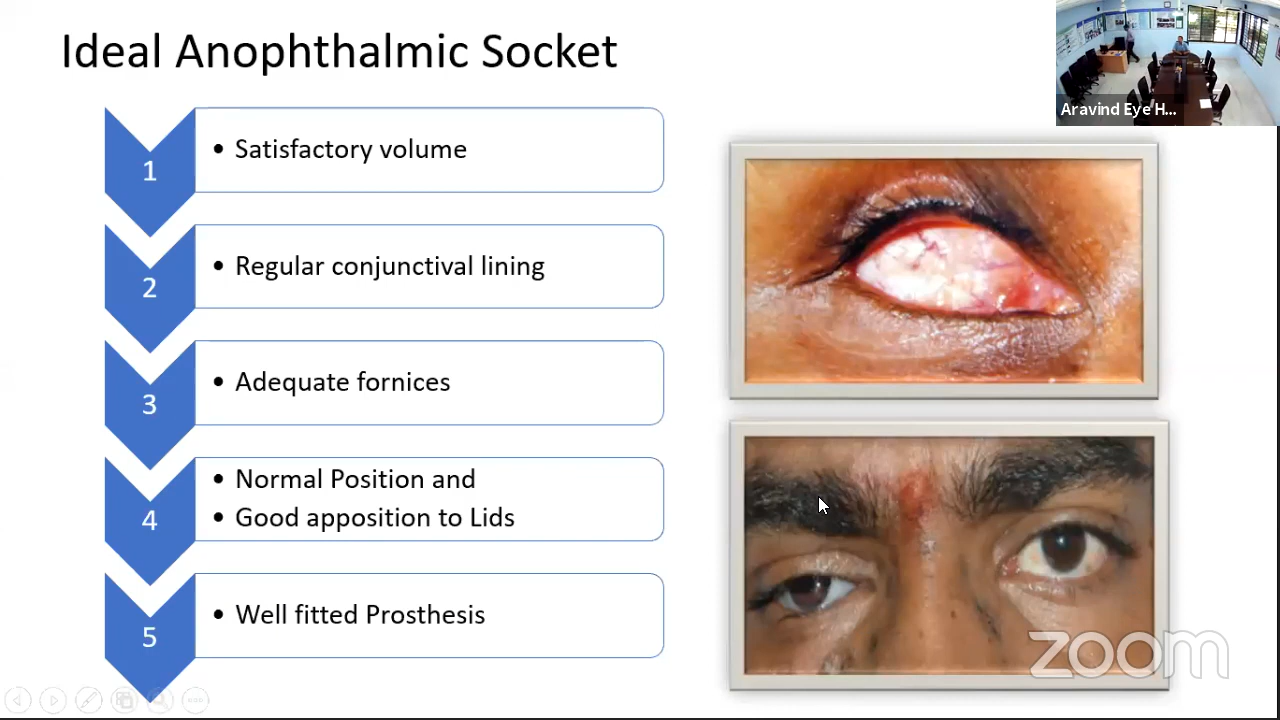 Ideal Anophthalmic Socket
Aravind Eye H...
1
• Satisfactory volume
2
• Regular conjunctival lining
3
• Adequate fornices
4
• Normal Position and
• Good apposition to Lids
5
• Well fitted Prosthesis
zoom